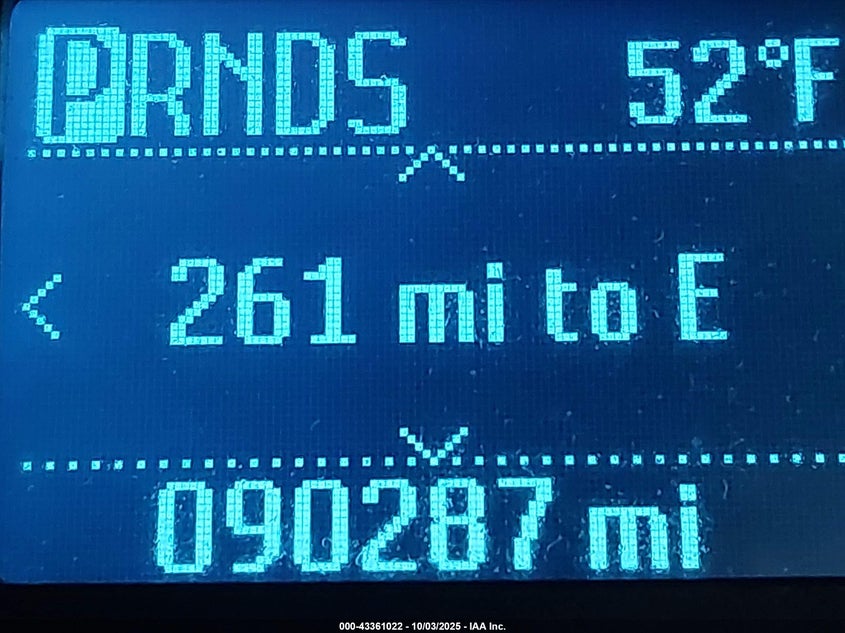 PRNDS 52°F
261 mi to E
090287 mi
000-43361022 - 10/03/2025 - IAA Inc.